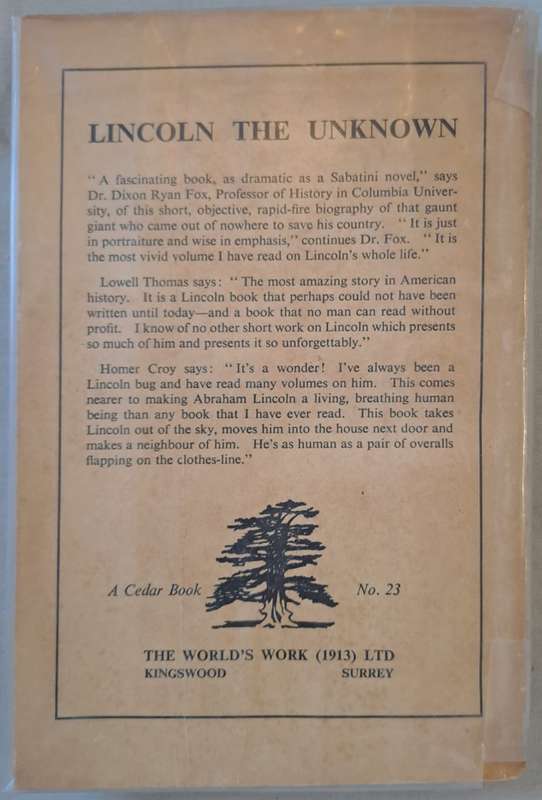 LINCOLN THE UNKNOWN
" A fascinating book, as dramatic as a Sabatini novel," says
Dr. Dixon Ryan Fox, Professor of History in Columbia Univer-
sity, of this short, objective, rapid-fire biography of that gaunt
giant who came out of nowhere to save his country. " It is just
in portraiture and wise in emphasis," continues Dr. Fox. " It is
the most vivid volume I have read on Lincoln's whole life."
Lowell Thomas says: " The most amazing story in American
history. It is a Lincoln book that perhaps could not have been
written until today—and a book that no man can read without
profit. I know of no other short work on Lincoln which presents
so much of him and presents it so unforgettably."
Homer Croy says: " It's a wonder! I've always been a
Lincoln bug and have read many volumes on him. This comes
nearer to making Abraham Lincoln a living, breathing human
being than any book that I have ever read. This book takes
Lincoln out of the sky, moves him into the house next door and
makes a neighbour of him. He's as human as a pair of overalls
flapping on the clothes-line."
A Cedar Book No. 23
THE WORLD'S WORK (1913) LTD
KINGSWOOD SURREY